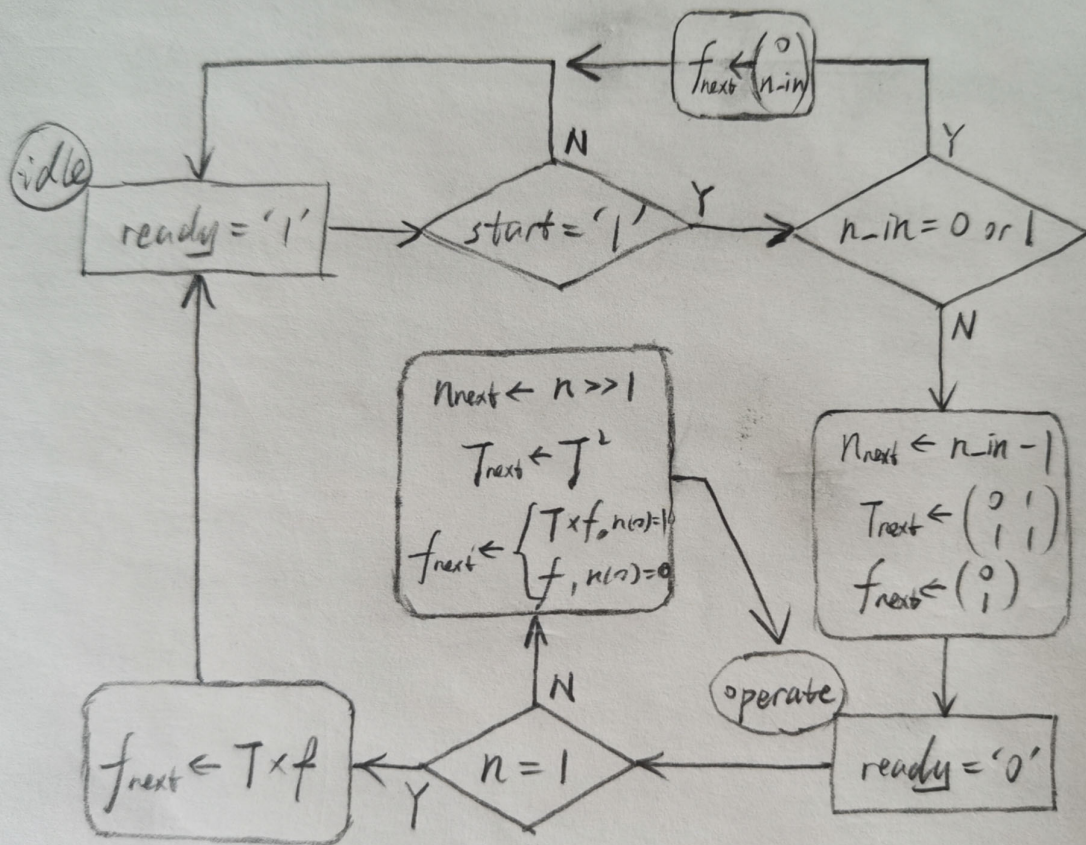 f_next ← (0 n_in)
N
Y
idle
ready = '1'
start = '1'
Y
n_in = 0 or 1
N
n_next ← n >> 1
T_next ← T²
f_next ← { T×f, n(0)=1
f, n(0)=0
n_next ← n_in - 1
T_next ← (0 1
1 1)
f_next ← (0
1)
operate
N
f_next ← T×f
Y
n = 1
ready = '0'